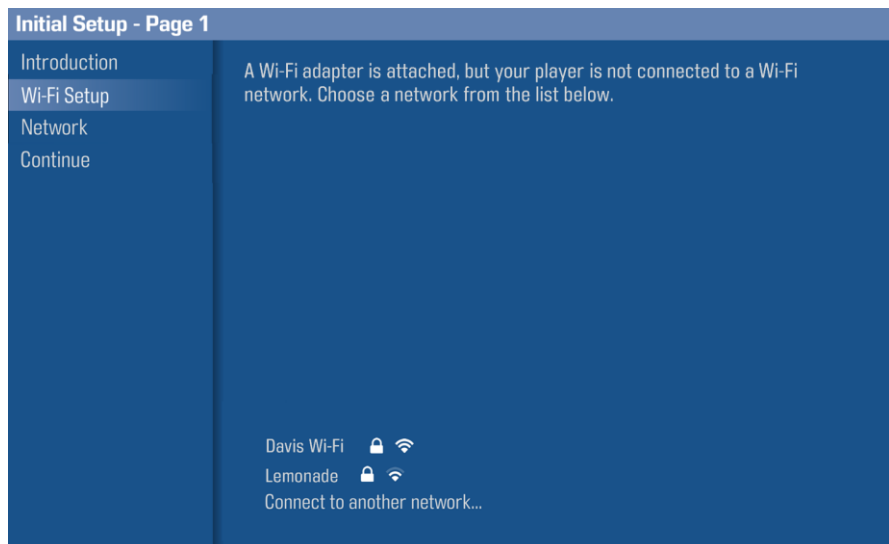 Initial Setup - Page 1
Introduction
Wi-Fi Setup
Network
Continue
A Wi-Fi adapter is attached, but your player is not connected to a Wi-Fi
network. Choose a network from the list below.
Davis Wi-Fi
Lemonade
Connect to another network...